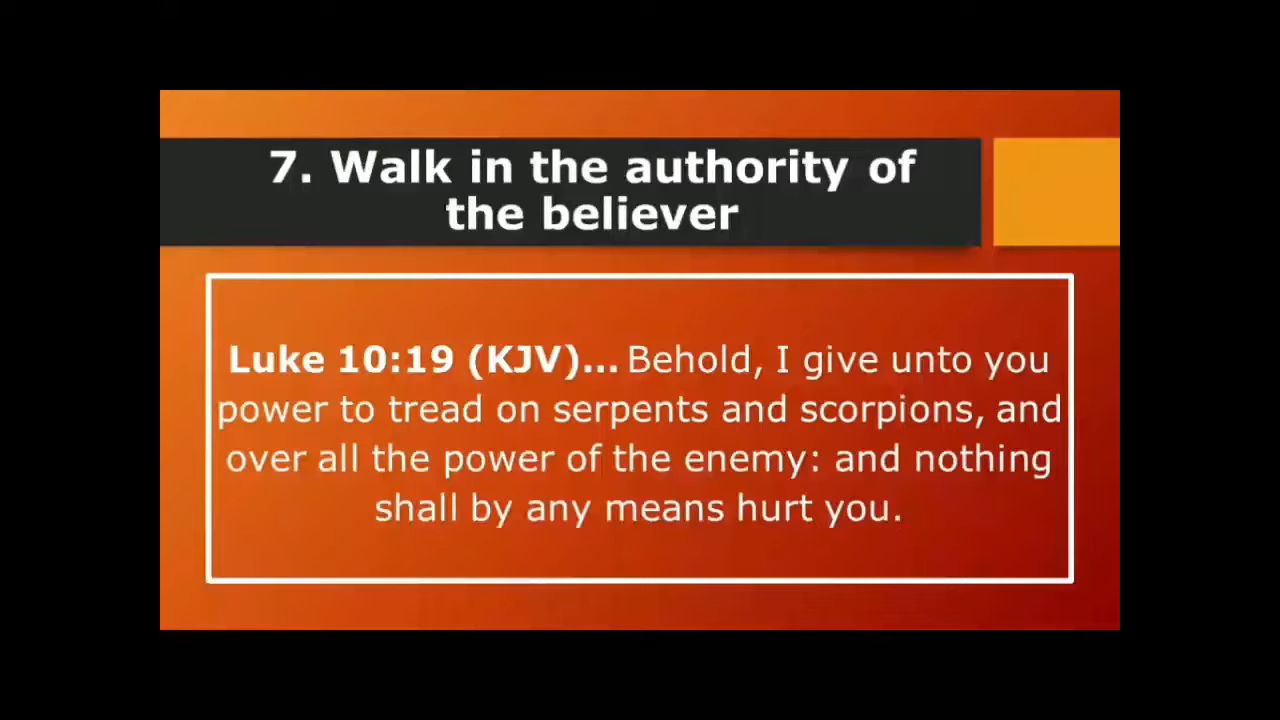 7. Walk in the authority of
the believer
Luke 10:19 (KJV)... Behold, I give unto you
power to tread on serpents and scorpions, and
over all the power of the enemy: and nothing
shall by any means hurt you.